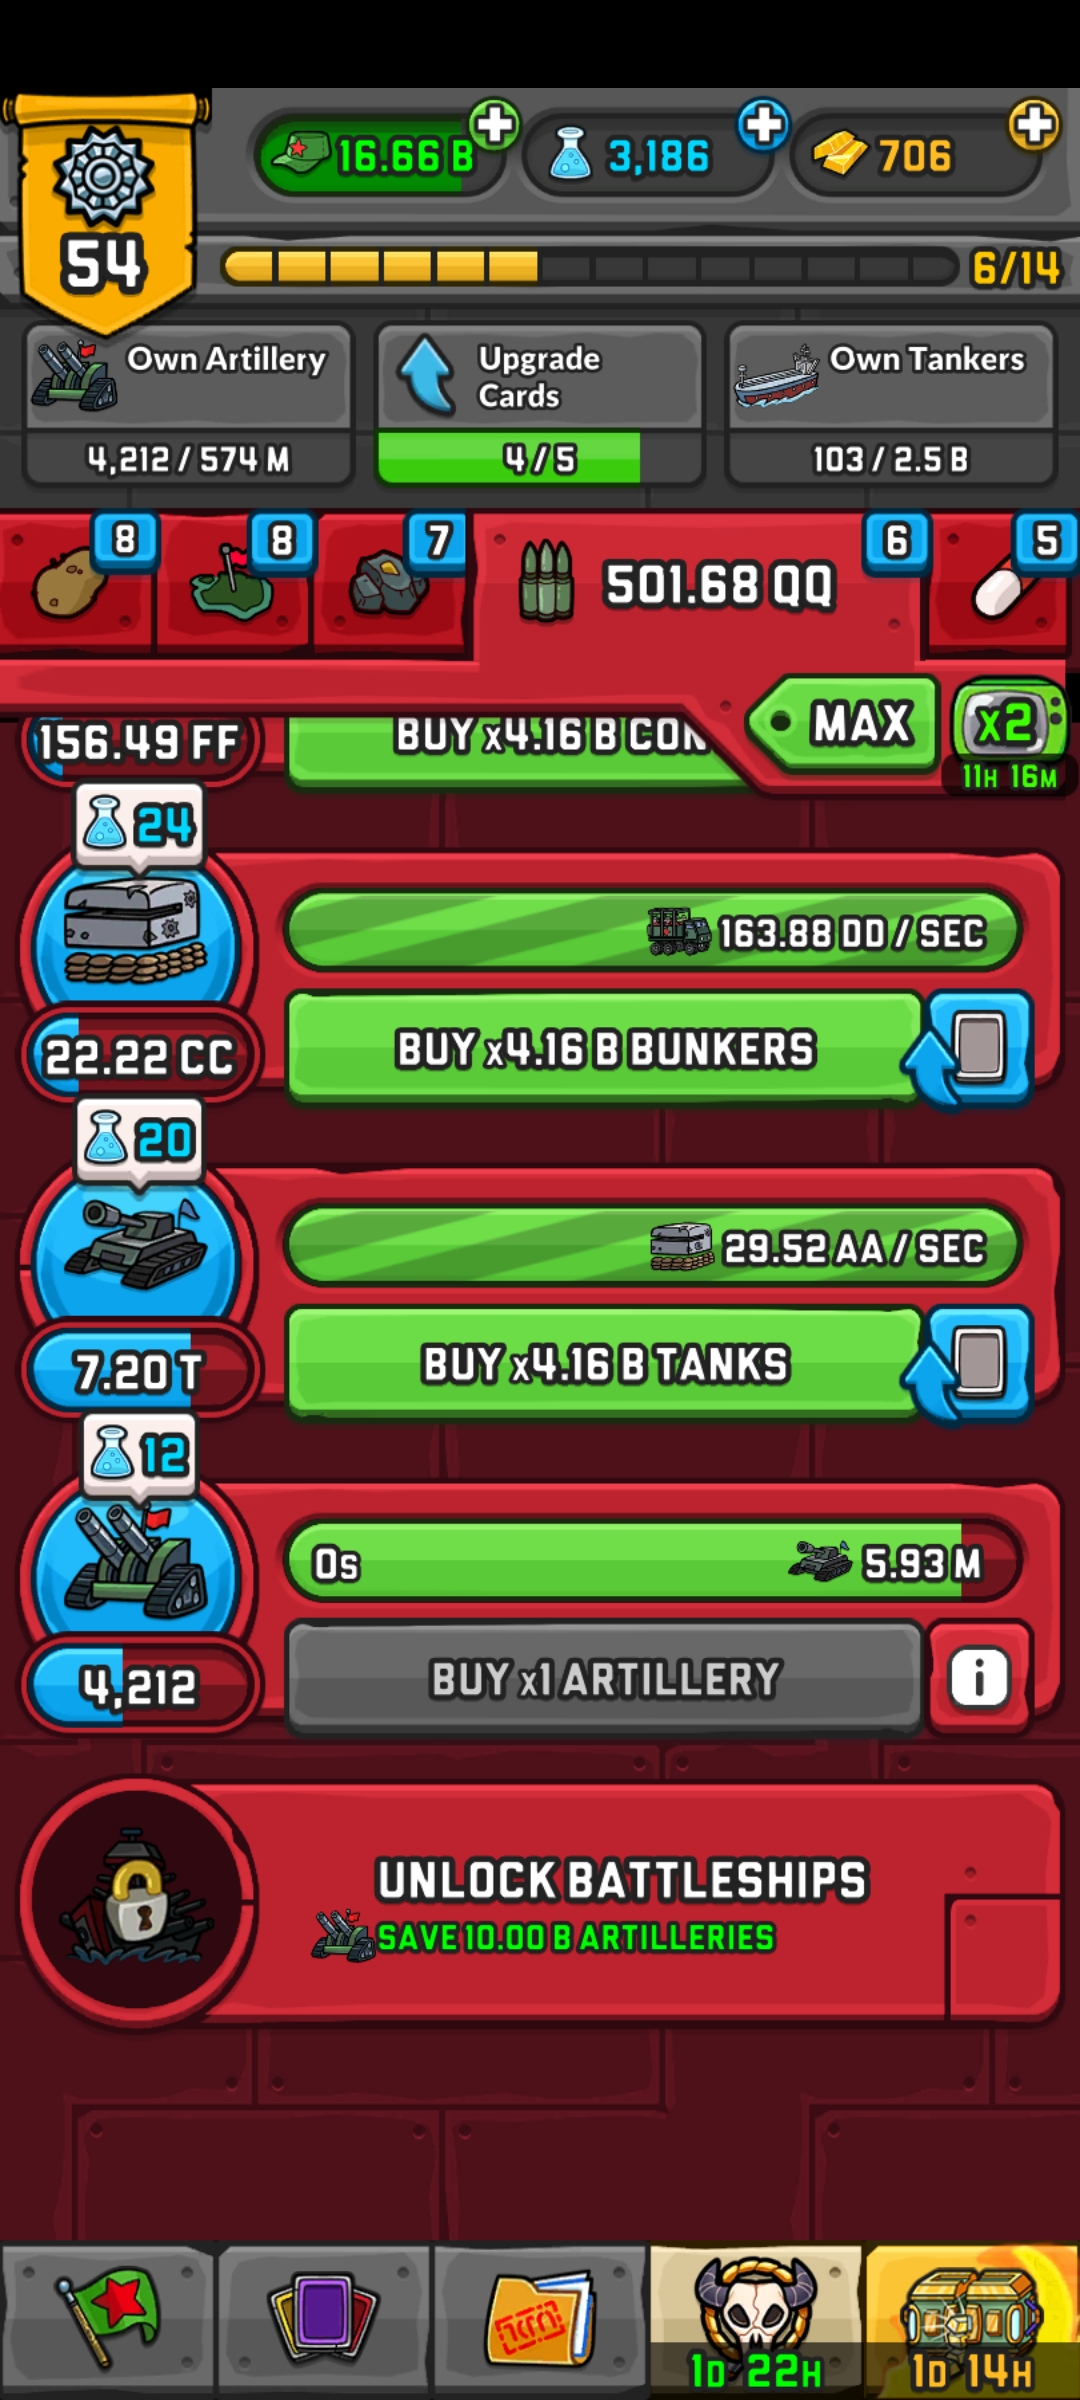 16.66 B
3,186
706
54
6/14
Own Artillery
4,212 / 574 M
Upgrade
Cards
4 / 5
Own Tankers
103 / 2.5 B
8
8
7
501.68 QQ
6
5
MAX
x2
11H 16M
156.49 FF
BUY x4.16 B CON
24
163.88 DD / SEC
22.22 CC
BUY x4.16 B BUNKERS
20
29.52 AA / SEC
7.20 T
BUY x4.16 B TANKS
12
0s
5.93 M
4,212
BUY x1 ARTILLERY
i
UNLOCK BATTLESHIPS
SAVE 10.00 B ARTILLERIES
1D 22H
1D 14H